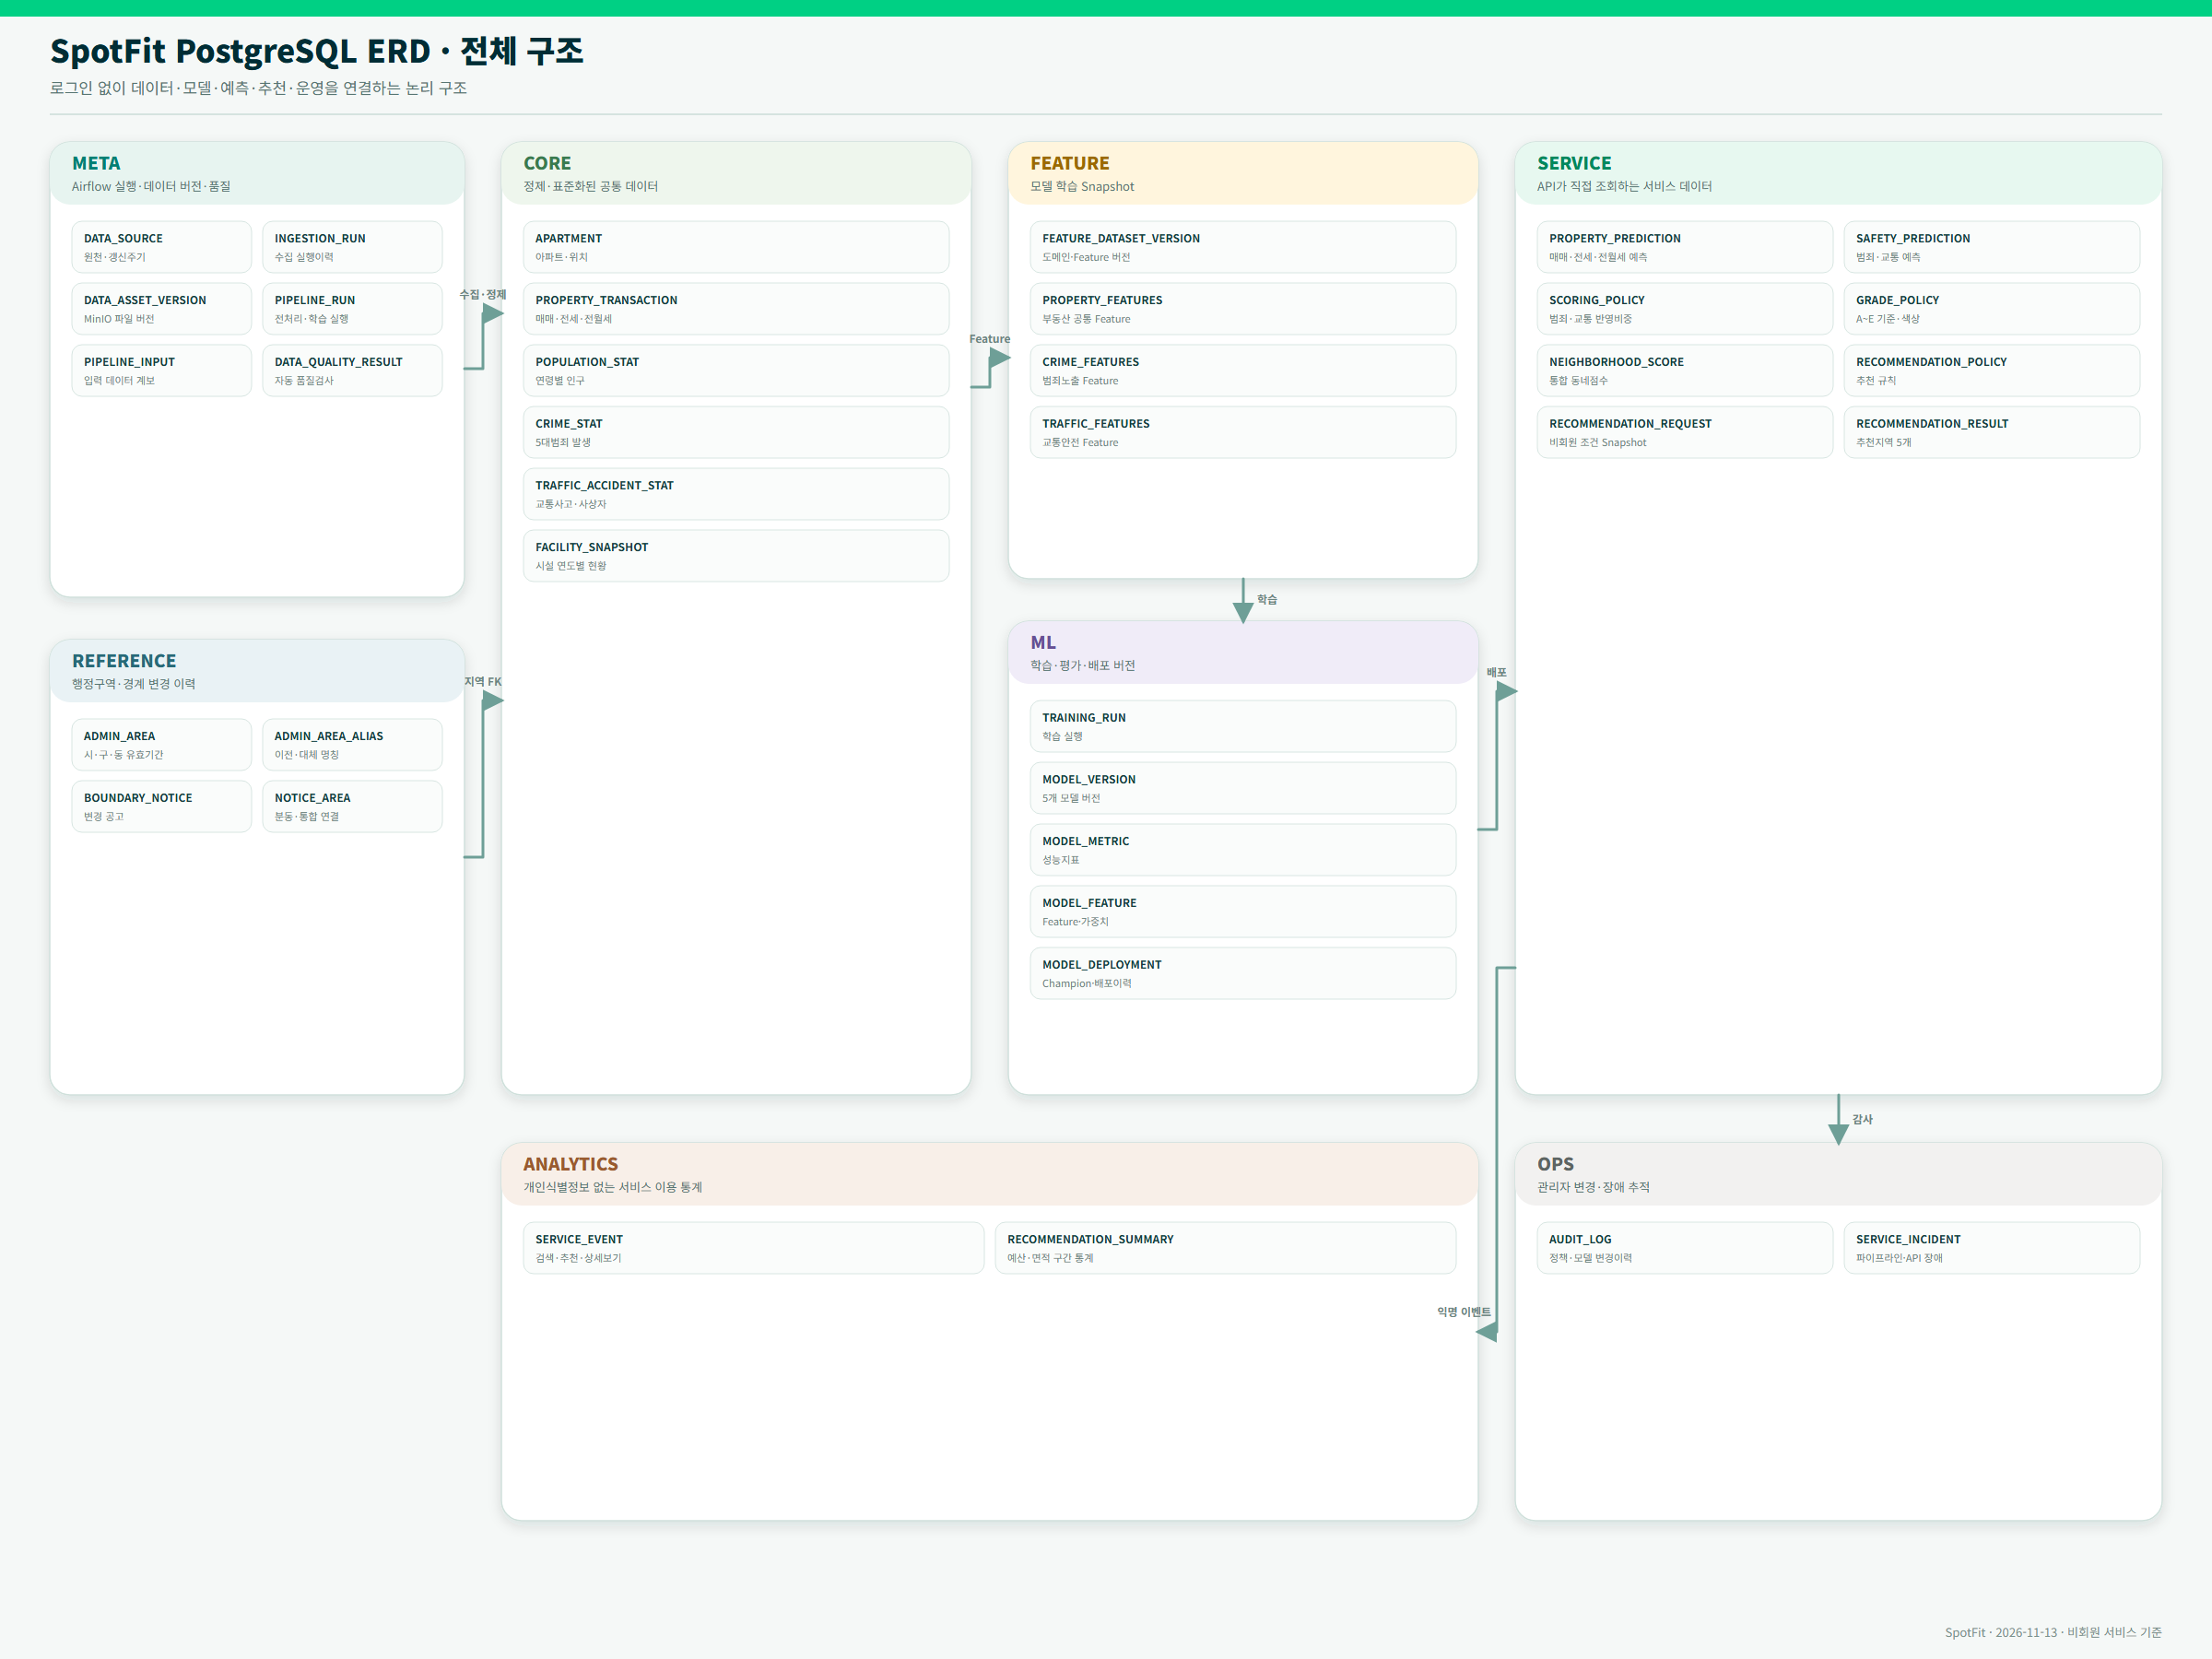 SpotFit PostgreSQL ERD · 전체 구조
로그인 없이 데이터·모델·예측·추천·운영을 연결하는 논리 구조
META
Airflow 실행·데이터 버전·품질
DATA_SOURCE
원천·갱신주기
INGESTION_RUN
수집 실행이력
DATA_ASSET_VERSION
MinIO 파일 버전
PIPELINE_RUN
전처리·학습 실행
PIPELINE_INPUT
입력 데이터 계보
DATA_QUALITY_RESULT
자동 품질검사
수집·정제
REFERENCE
행정구역·경계 변경 이력
ADMIN_AREA
시·구·동 유효기간
ADMIN_AREA_ALIAS
이전·대체 명칭
BOUNDARY_NOTICE
변경 공고
NOTICE_AREA
분동·통합 연결
지역 FK
CORE
정제·표준화된 공통 데이터
APARTMENT
아파트·위치
PROPERTY_TRANSACTION
매매·전세·전월세
POPULATION_STAT
연령별 인구
CRIME_STAT
5대범죄 발생
TRAFFIC_ACCIDENT_STAT
교통사고·사상자
FACILITY_SNAPSHOT
시설 연도별 현황
Feature
FEATURE
모델 학습 Snapshot
FEATURE_DATASET_VERSION
도메인·Feature 버전
PROPERTY_FEATURES
부동산 공통 Feature
CRIME_FEATURES
범죄노출 Feature
TRAFFIC_FEATURES
교통안전 Feature
학습
ML
학습·평가·배포 버전
TRAINING_RUN
학습 실행
MODEL_VERSION
5개 모델 버전
MODEL_METRIC
성능지표
MODEL_FEATURE
Feature·가중치
MODEL_DEPLOYMENT
Champion·배포이력
배포
SERVICE
API가 직접 조회하는 서비스 데이터
PROPERTY_PREDICTION
매매·전세·전월세 예측
SAFETY_PREDICTION
범죄·교통 예측
SCORING_POLICY
범죄·교통 반영비중
GRADE_POLICY
A~E 기준·색상
NEIGHBORHOOD_SCORE
통합 동네점수
RECOMMENDATION_POLICY
추천 규칙
RECOMMENDATION_REQUEST
비회원 조건 Snapshot
RECOMMENDATION_RESULT
추천지역 5개
감사
ANALYTICS
개인식별정보 없는 서비스 이용 통계
SERVICE_EVENT
검색·추천·상세보기
RECOMMENDATION_SUMMARY
예산·면적 구간 통계
익명 이벤트
OPS
관리자 변경·장애 추적
AUDIT_LOG
정책·모델 변경이력
SERVICE_INCIDENT
파이프라인·API 장애
SpotFit · 2026-11-13 · 비회원 서비스 기준